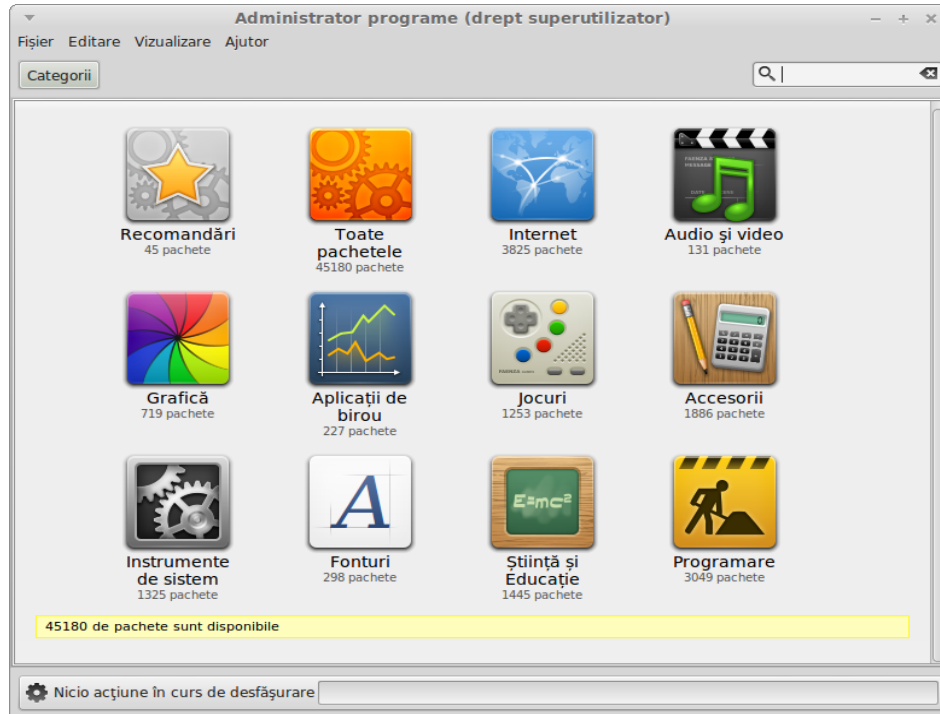 Administrator programe (drept superutilizator)
Fișier Editare Vizualizare Ajutor
Categorii
Recomandări
45 pachete
Toate
pachetele
45180 pachete
Internet
3825 pachete
Audio şi video
131 pachete
Grafică
719 pachete
Aplicații de
birou
227 pachete
Jocuri
1253 pachete
Accesorii
1886 pachete
Instrumente
de sistem
1325 pachete
Fonturi
298 pachete
E=mc²
Știință și
Educație
1445 pachete
Programare
3049 pachete
45180 de pachete sunt disponibile
Nicio acţiune în curs de desfăşurare